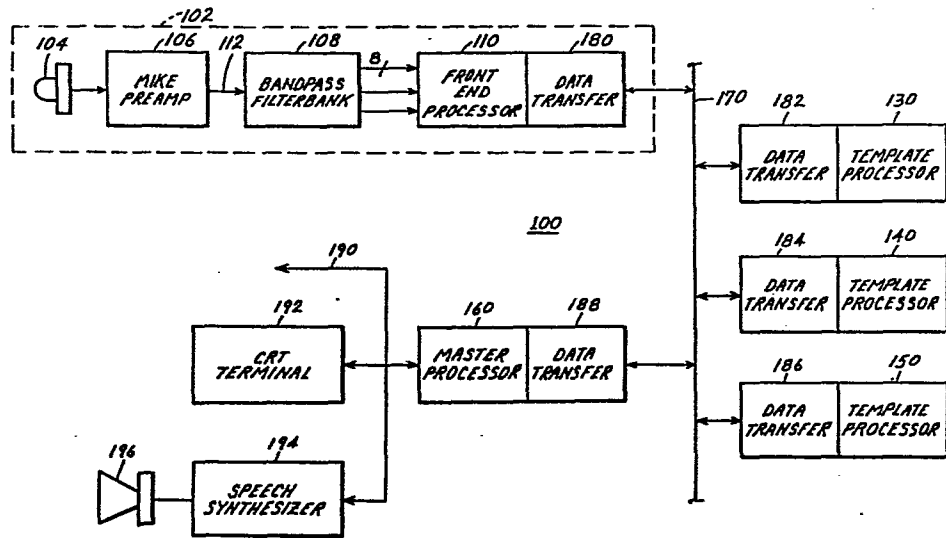 102
104
106
112
108
8
110
180
MIKE
PREAMP
BANDPASS
FILTERBANK
FRONT
END
PROCESSOR
DATA
TRANSFER
170
182
130
DATA
TRANSFER
TEMPLATE
PROCESSOR
100
184
140
DATA
TRANSFER
TEMPLATE
PROCESSOR
190
192
160
188
CRT
TERMINAL
MASTER
PROCESSOR
DATA
TRANSFER
186
150
DATA
TRANSFER
TEMPLATE
PROCESSOR
196
194
SPEECH
SYNTHESIZER